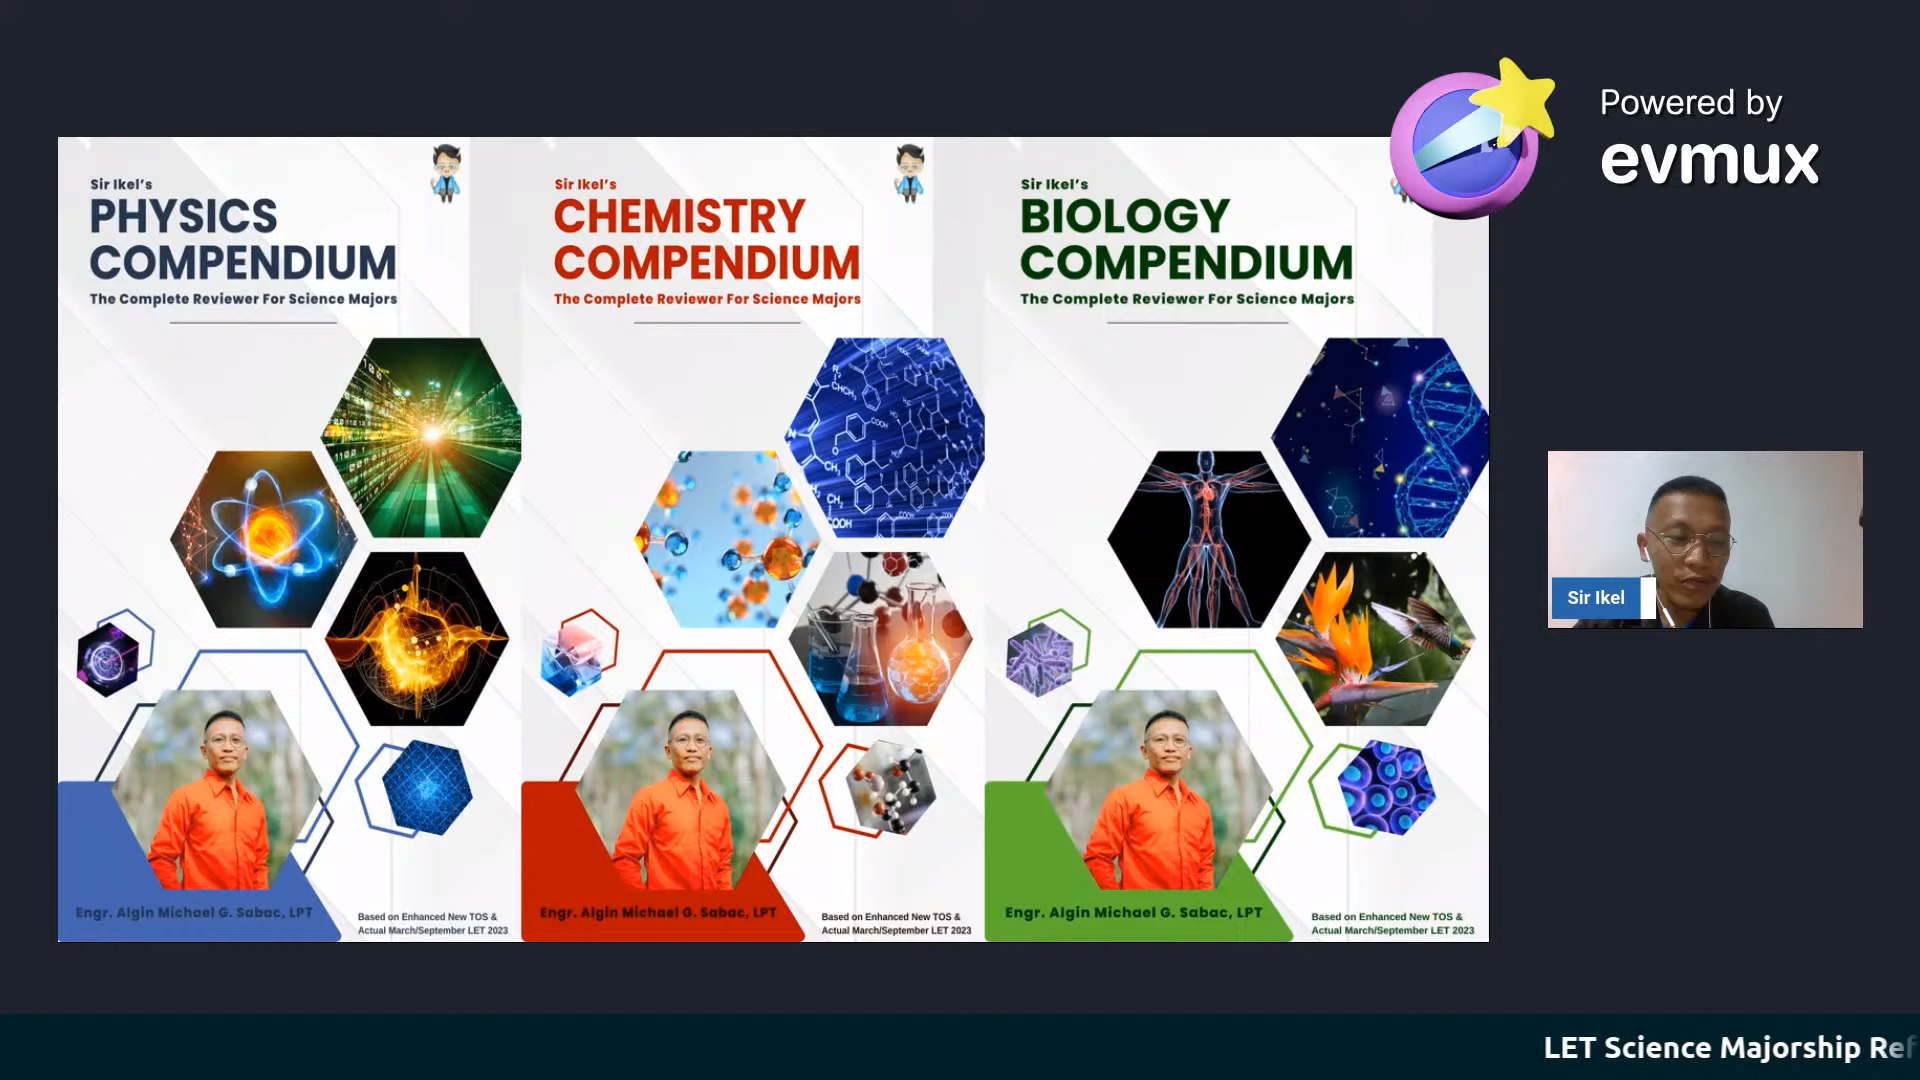 Powered by
evmux
Sir Ikel's
PHYSICS
COMPENDIUM
The Complete Reviewer For Science Majors
Engr. Algin Michael G. Sabac, LPT
Based on Enhanced New TOS &
Actual March/September LET 2023
Sir Ikel's
CHEMISTRY
COMPENDIUM
The Complete Reviewer For Science Majors
Engr. Algin Michael G. Sabac, LPT
Based on Enhanced New TOS &
Actual March/September LET 2023
Sir Ikel's
BIOLOGY
COMPENDIUM
The Complete Reviewer For Science Majors
Engr. Algin Michael G. Sabac, LPT
Based on Enhanced New TOS &
Actual March/September LET 2023
Sir Ikel
LET Science Majorship Ref